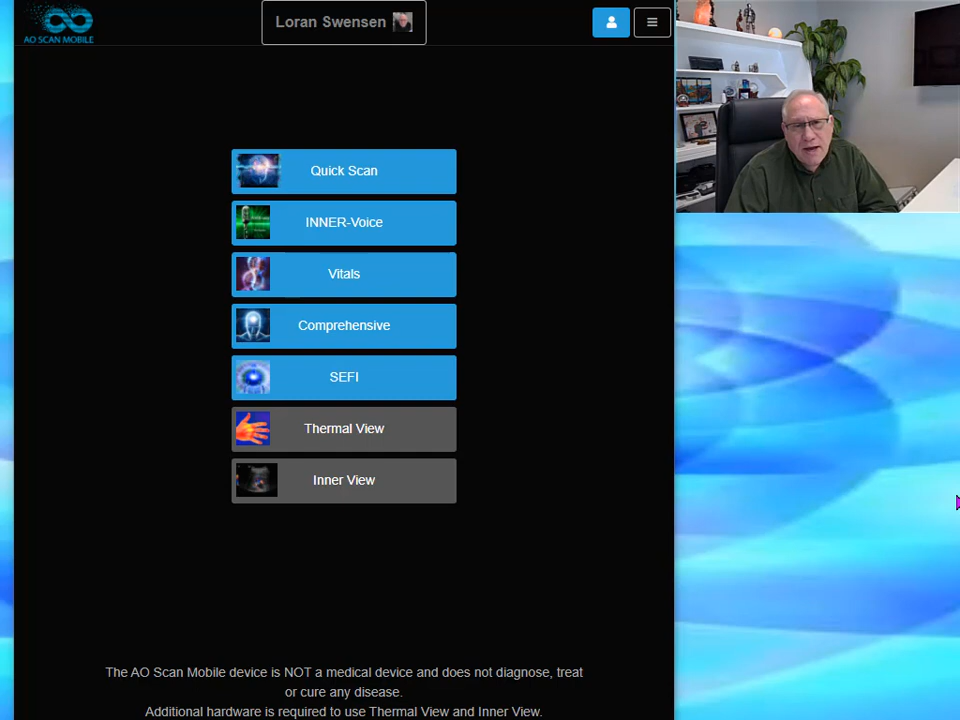 AO SCAN MOBILE
Loran Swensen
Quick Scan
INNER-Voice
Vitals
Comprehensive
SEFI
Thermal View
Inner View
The AO Scan Mobile device is NOT a medical device and does not diagnose, treat
or cure any disease.
Additional hardware is required to use Thermal View and Inner View.